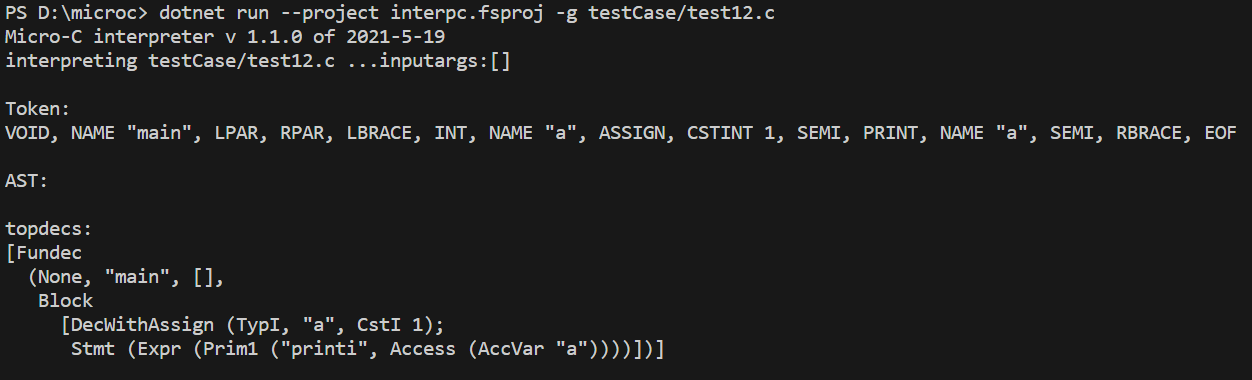 PS D:\microc> dotnet run --project interpc.fsproj -g testCase/test12.c
Micro-C interpreter v 1.1.0 of 2021-5-19
interpreting testCase/test12.c ...inputargs:[]
Token:
VOID, NAME "main", LPAR, RPAR, LBRACE, INT, NAME "a", ASSIGN, CSTINT 1, SEMI, PRINT, NAME "a", SEMI, RBRACE, EOF
AST:
topdecs:
[Fundec
  (None, "main", [],
   Block
     [DecWithAssign (TypI, "a", CstI 1);
      Stmt (Expr (Prim1 ("printi", Access (AccVar "a"))))])]